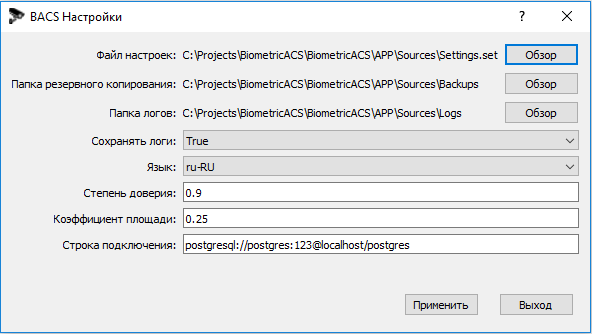 BACS Настройки ?
Файл настроек: C:\Projects\BiometricACS\BiometricACS\APP\Sources\Settings.set Обзор
Папка резервного копирования: C:\Projects\BiometricACS\BiometricACS\APP\Sources\Backups Обзор
Папка логов: C:\Projects\BiometricACS\BiometricACS\APP\Sources\Logs Обзор
Сохранять логи: True
Язык: ru-RU
Степень доверия: 0.9
Коэффициент площади: 0.25
Строка подключения: postgresql://postgres:123@localhost/postgres
Применить Выход